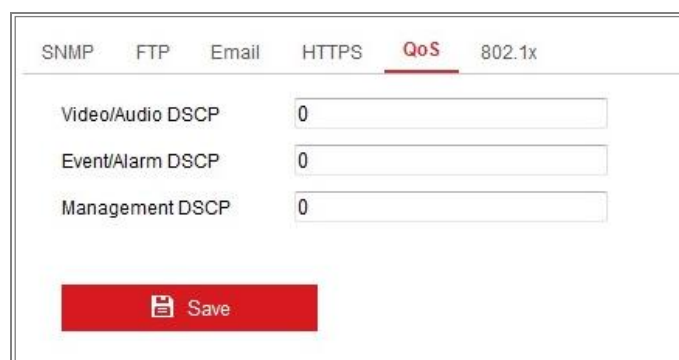 SNMP FTP Email HTTPS QoS 802.1x
Video/Audio DSCP 0
Event/Alarm DSCP 0
Management DSCP 0
Save